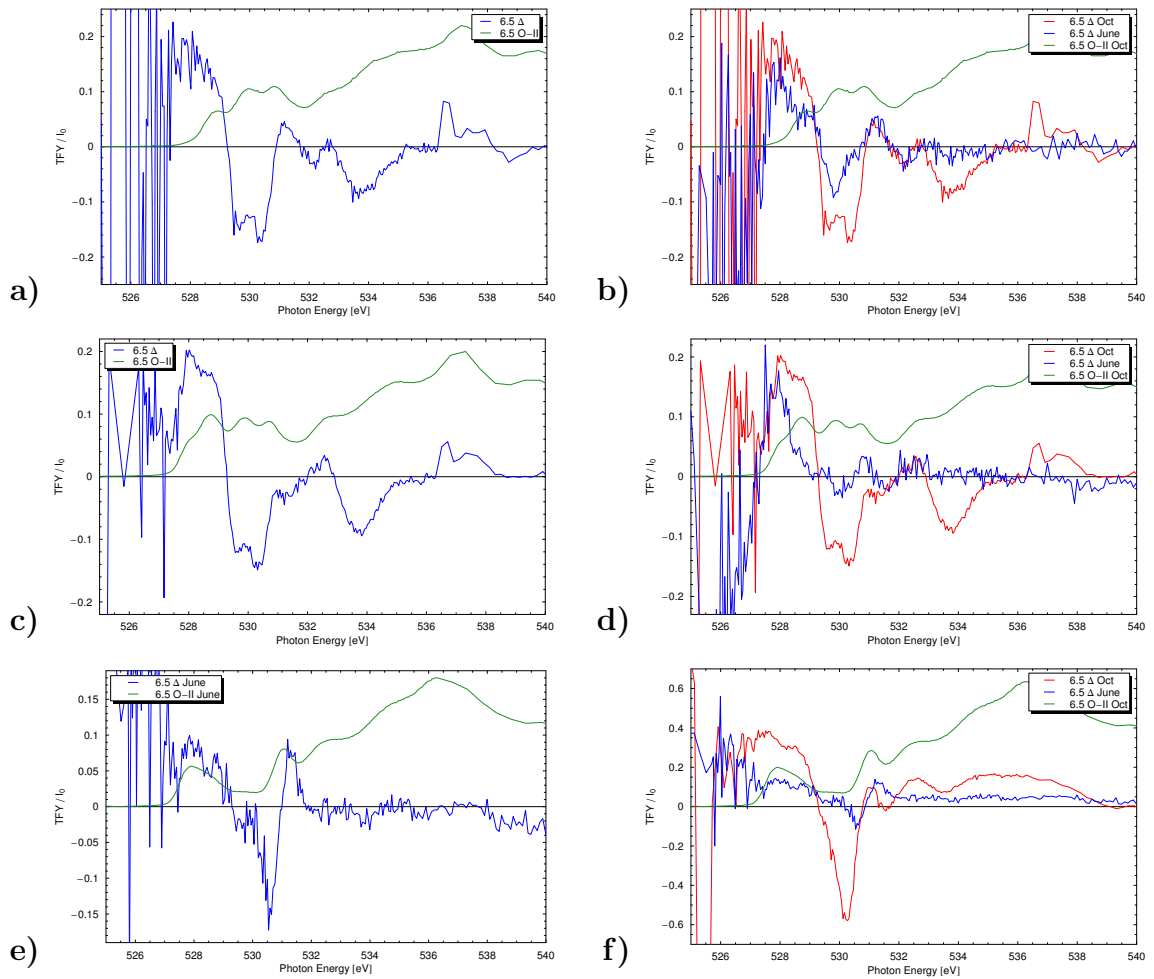 0.2
0.1
0
−0.1
−0.2
TFY / I0
6.5 Δ
6.5 O−II
526 528 530 532 534 536 538 540
Photon Energy [eV]
a)
0.2
0.1
0
−0.1
−0.2
TFY / I0
6.5 Δ Oct
6.5 Δ June
6.5 O−II Oct
526 528 530 532 534 536 538 540
Photon Energy [eV]
b)
0.2
0.1
0
−0.1
−0.2
TFY / I0
6.5 Δ
6.5 O−II
526 528 530 532 534 536 538 540
Photon Energy [eV]
c)
0.2
0.1
0
−0.1
−0.2
TFY / I0
6.5 Δ Oct
6.5 Δ June
6.5 O−II Oct
526 528 530 532 534 536 538 540
Photon Energy [eV]
d)
0.15
0.1
0.05
0
−0.05
−0.1
−0.15
TFY / I0
6.5 Δ June
6.5 O−II June
526 528 530 532 534 536 538 540
Photon Energy [eV]
e)
0.6
0.4
0.2
0
−0.2
−0.4
−0.6
TFY / I0
6.5 Δ Oct
6.5 Δ June
6.5 O−II Oct
526 528 530 532 534 536 538 540
Photon Energy [eV]
f)